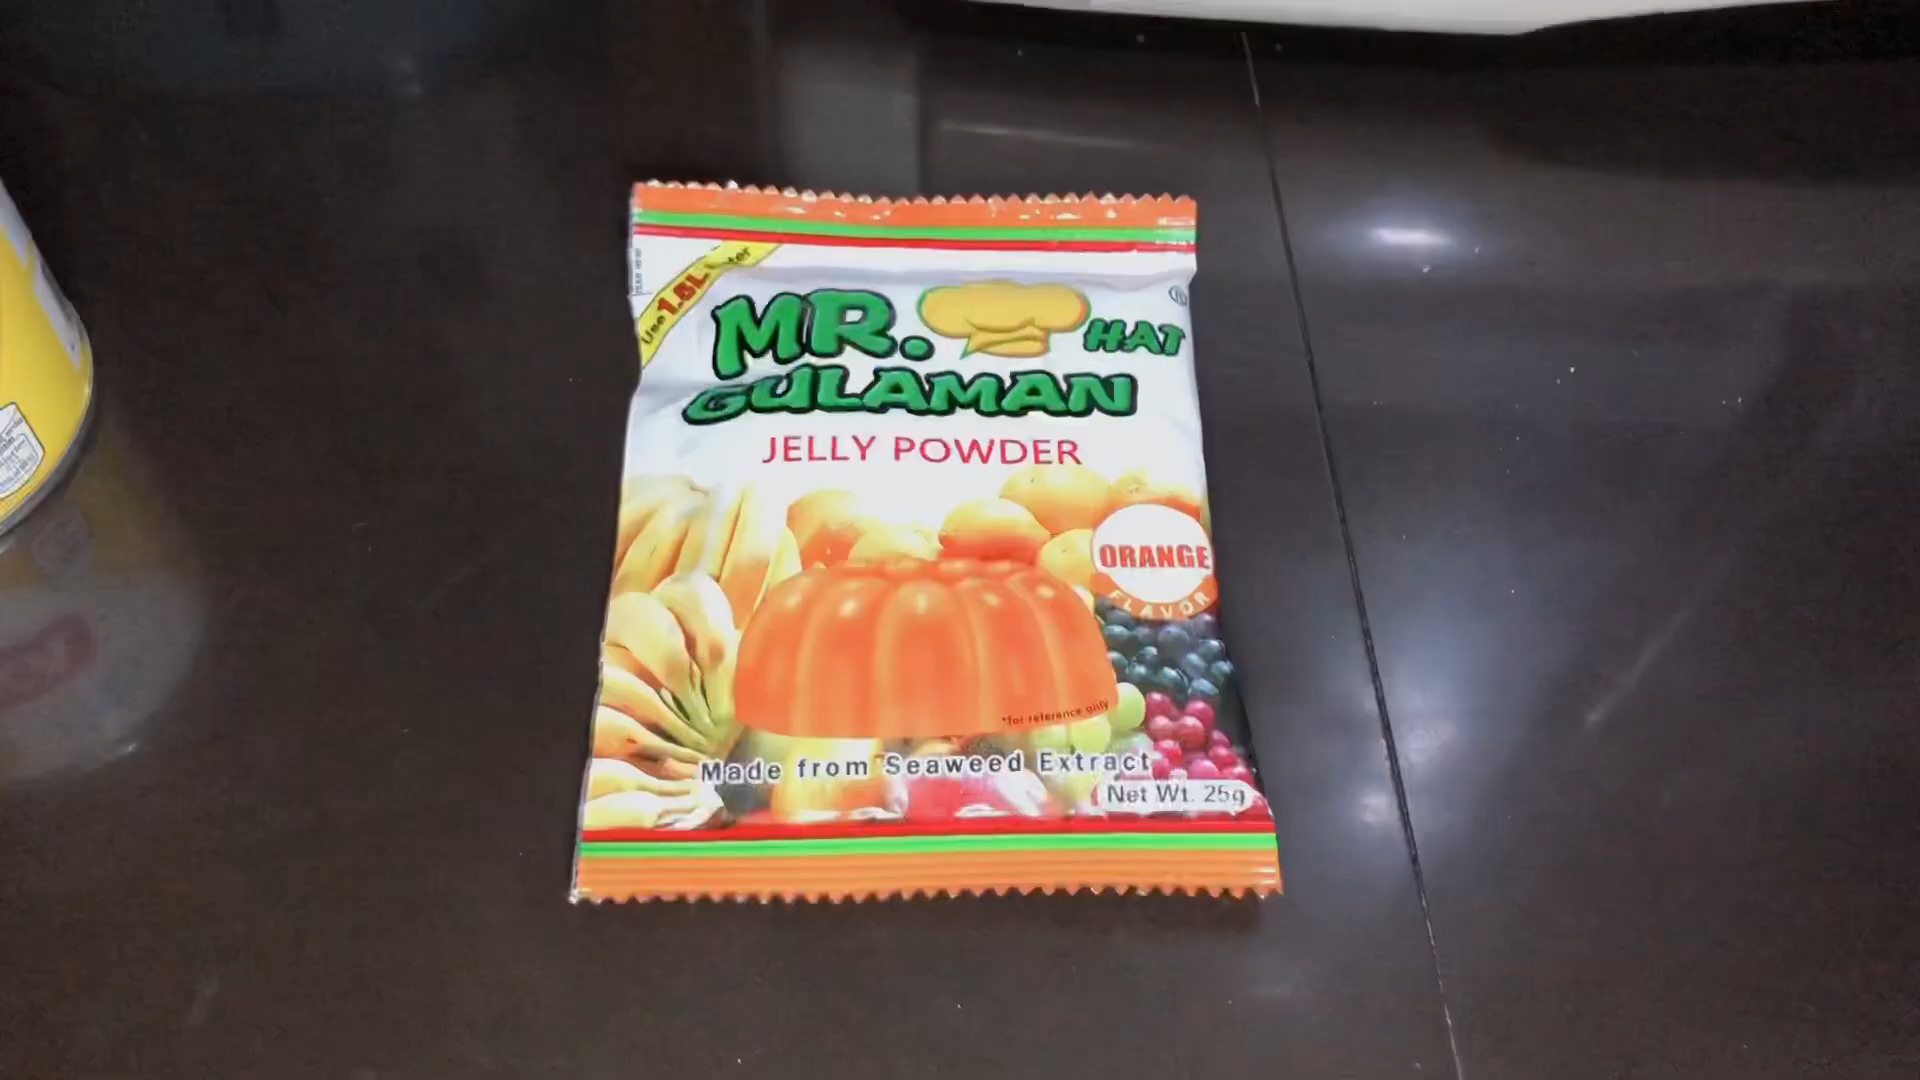 Use 1.8L Water
MR. HAT
GULAMAN
JELLY POWDER
ORANGE
FLAVOR
*for reference only
Made from Seaweed Extract
Net Wt. 25g